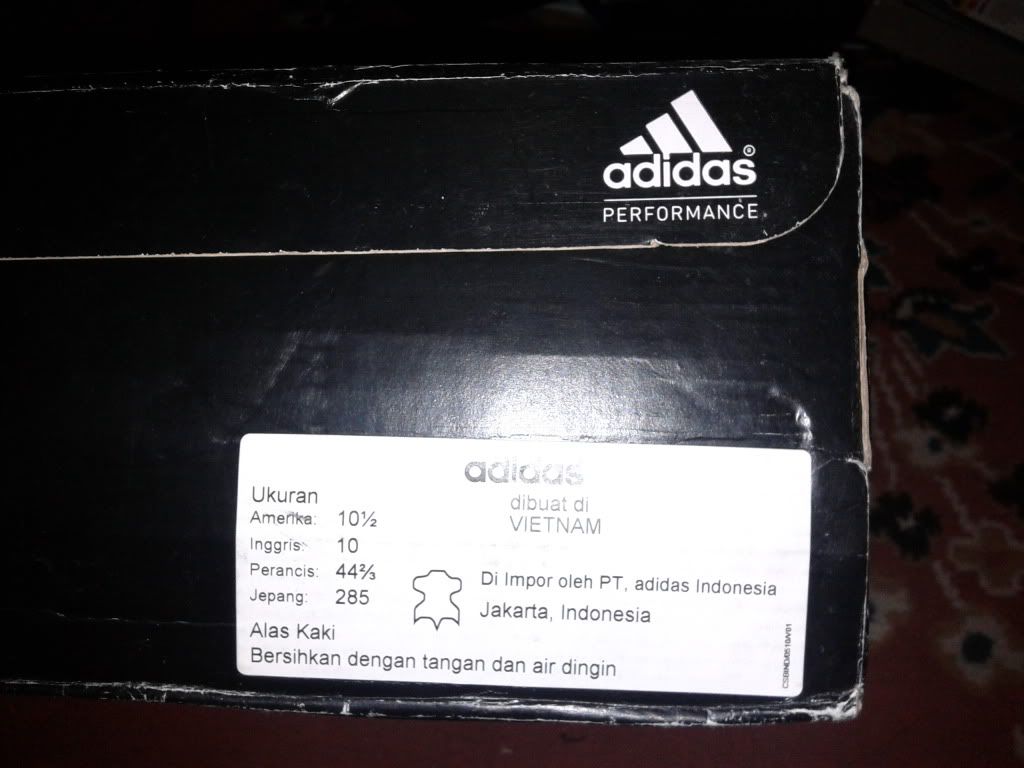 adidas®
PERFORMANCE
adidas
dibuat di
VIETNAM
Ukuran
Amerika: 10½
Inggris: 10
Perancis: 44⅔
Jepang: 285
Di Impor oleh PT, adidas Indonesia
Jakarta, Indonesia
Alas Kaki
Bersihkan dengan tangan dan air dingin